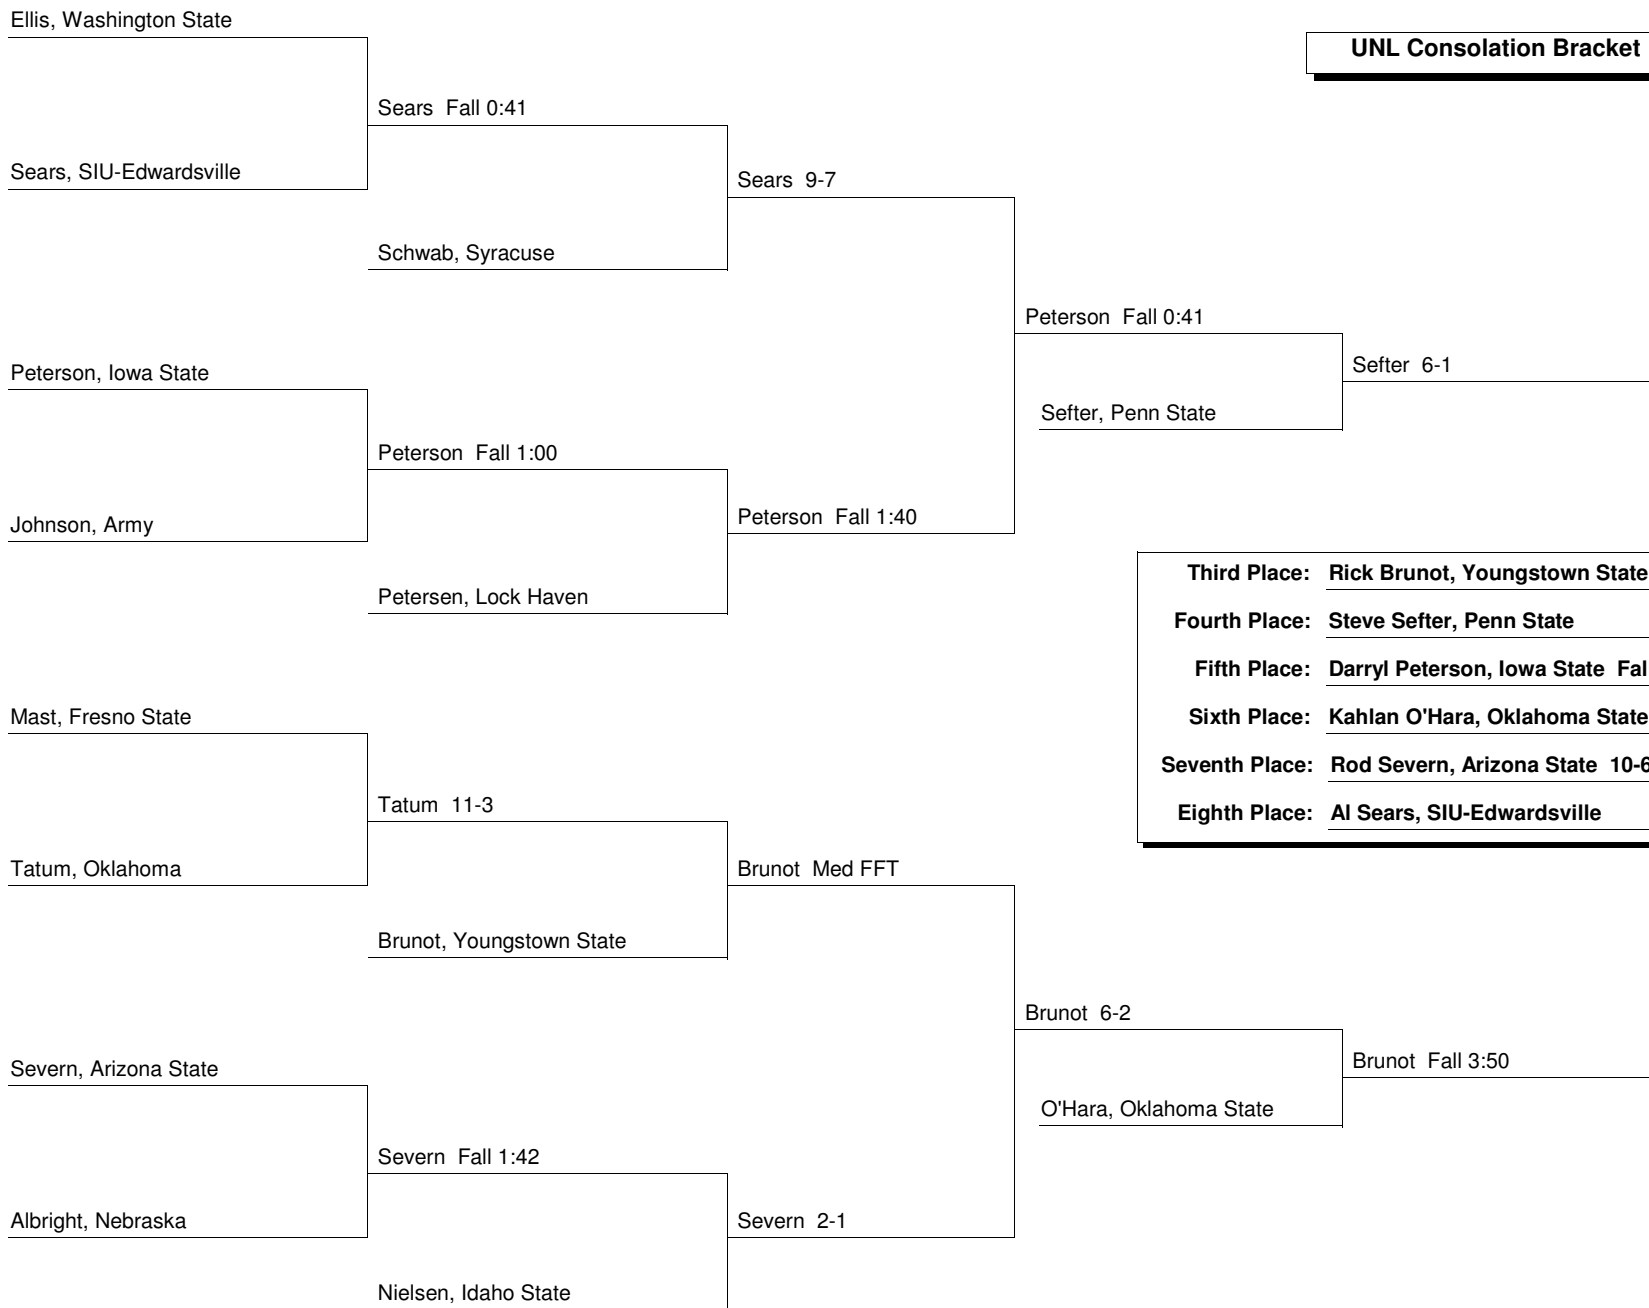 Ellis, Washington State
UNL Consolation Bracket
Sears  Fall 0:41
Sears, SIU-Edwardsville
Sears  9-7
Schwab, Syracuse
Peterson  Fall 0:41
Peterson, Iowa State
Sefter  6-1
Sefter, Penn State
Peterson  Fall 1:00
Johnson, Army
Peterson  Fall 1:40
Petersen, Lock Haven
Third Place: Rick Brunot, Youngstown State
Fourth Place: Steve Sefter, Penn State
Fifth Place: Darryl Peterson, Iowa State  Fal
Sixth Place: Kahlan O'Hara, Oklahoma State
Seventh Place: Rod Severn, Arizona State  10-6
Eighth Place: Al Sears, SIU-Edwardsville
Mast, Fresno State
Tatum  11-3
Tatum, Oklahoma
Brunot  Med FFT
Brunot, Youngstown State
Brunot  6-2
Severn, Arizona State
Brunot  Fall 3:50
O'Hara, Oklahoma State
Severn  Fall 1:42
Albright, Nebraska
Severn  2-1
Nielsen, Idaho State